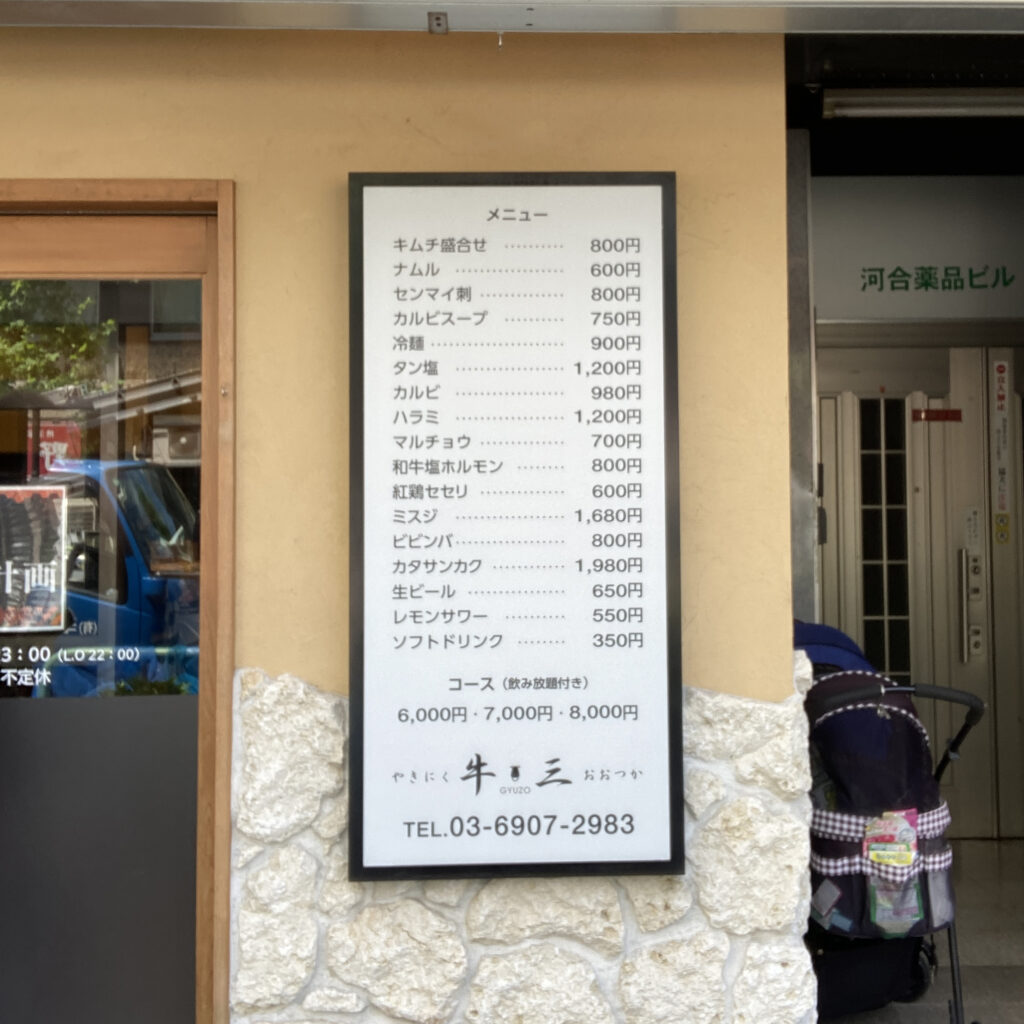 メニュー
キムチ盛合せ ·········· 800円
ナムル ·············· 600円
センマイ刺 ············· 800円
カルビスープ ·········· 750円
冷麺 ················ 900円
タン塩 ·············· 1,200円
カルビ ·············· 980円
ハラミ ·············· 1,200円
マルチョウ ············· 700円
和牛塩ホルモン ········ 800円
紅鶏セセリ ············· 600円
ミスジ ·············· 1,680円
ビビンバ ·············· 800円
カタサンカク ············ 1,980円
生ビール ·············· 650円
レモンサワー ·········· 550円
ソフトドリンク ········ 350円
コース（飲み放題付き）
6,000円・7,000円・8,000円
やきにく 牛 三 おおつか
GYUZO
TEL.03-6907-2983
河合薬品ビル
計画
3：00（L.O 22：00）
不定休